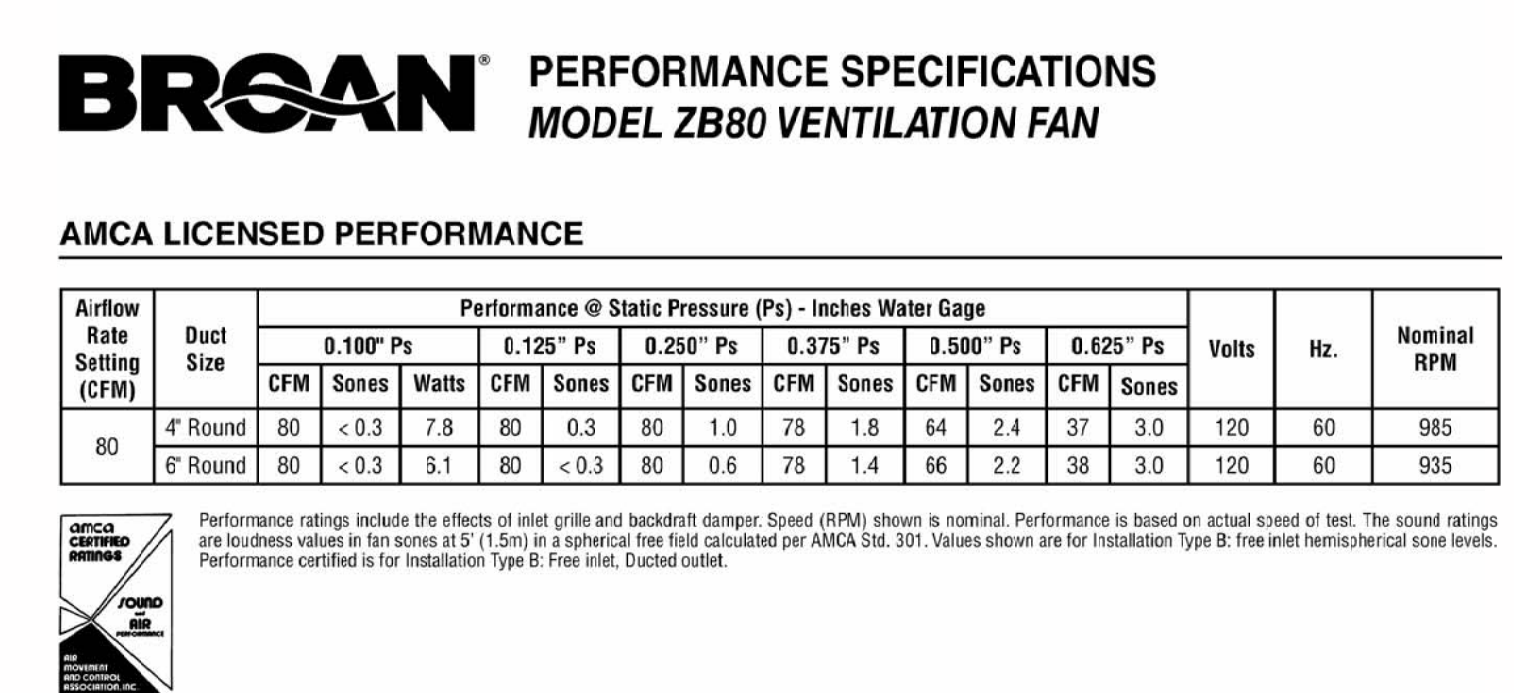 BROAN®
PERFORMANCE SPECIFICATIONS
MODEL ZB80 VENTILATION FAN
AMCA LICENSED PERFORMANCE
Airflow Rate Setting (CFM) Duct Size Performance @ Static Pressure (Ps) - Inches Water Gage Volts Hz. Nominal RPM
0.100" Ps 0.125” Ps 0.250” Ps 0.375” Ps 0.500” Ps 0.625” Ps
CFM Sones Watts CFM Sones CFM Sones CFM Sones CFM Sones CFM Sones
80 4" Round 80 < 0.3 7.8 80 0.3 80 1.0 78 1.8 64 2.4 37 3.0 120 60 985
6" Round 80 < 0.3 6.1 80 < 0.3 80 0.6 78 1.4 66 2.2 38 3.0 120 60 935
Performance ratings include the effects of inlet grille and backdraft damper. Speed (RPM) shown is nominal. Performance is based on actual speed of test. The sound ratings
are loudness values in fan sones at 5' (1.5m) in a spherical free field calculated per AMCA Std. 301. Values shown are for Installation Type B: free inlet hemispherical sone levels.
Performance certified is for Installation Type B: Free inlet, Ducted outlet.
amca
CERTIFIED
RATINGS
SOUND
and
AIR
PERFORMANCE
AIR
MOVEMENT
AND CONTROL
ASSOCIATION, INC.